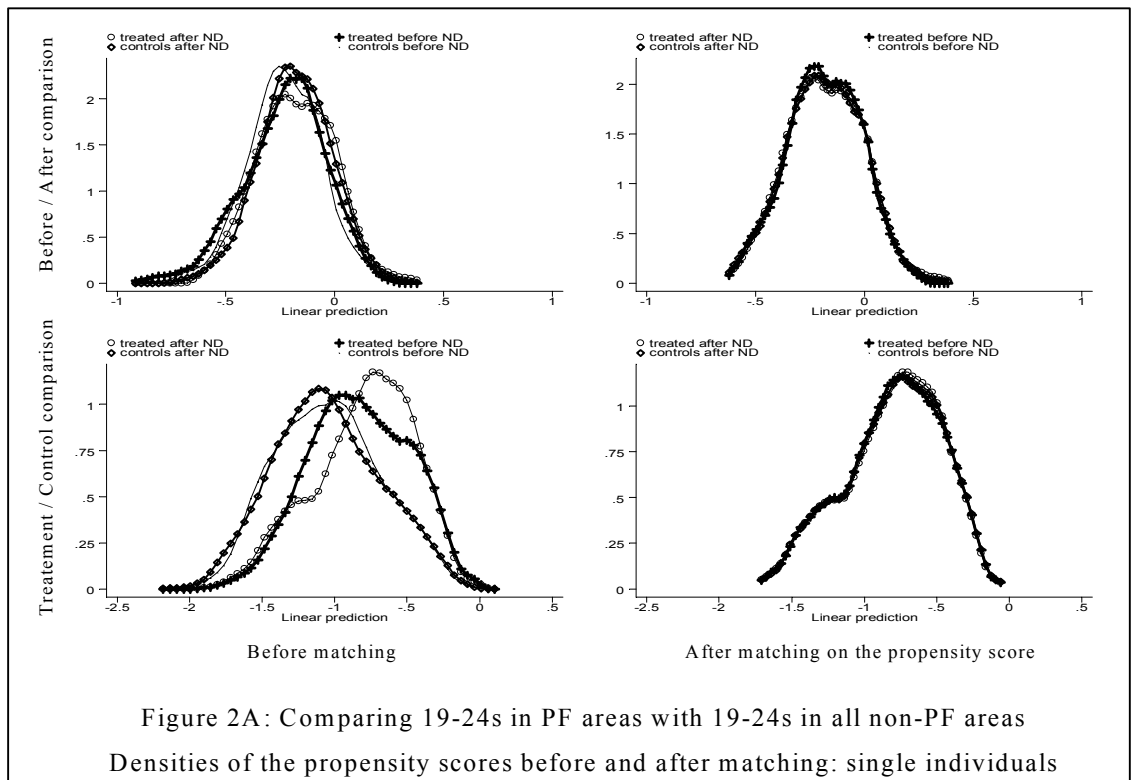 ○ treated after ND
✚ treated before ND
◇ controls after ND
· controls before ND
2
1.5
1
.5
0
-1
-.5
0
.5
1
Linear prediction
Before / After comparison
○ treated after ND
✚ treated before ND
◇ controls after ND
· controls before ND
2
1.5
1
.5
0
-1
-.5
0
.5
1
Linear prediction
○ treated after ND
✚ treated before ND
◇ controls after ND
· controls before ND
1
.75
.5
.25
0
-2.5
-2
-1.5
-1
-.5
0
.5
Linear prediction
Treatement / Control comparison
○ treated after ND
✚ treated before ND
◇ controls after ND
· controls before ND
1
.75
.5
.25
0
-2.5
-2
-1.5
-1
-.5
0
.5
Linear prediction
Before matching
After matching on the propensity score
Figure 2A: Comparing 19-24s in PF areas with 19-24s in all non-PF areas
Densities of the propensity scores before and after matching: single individuals